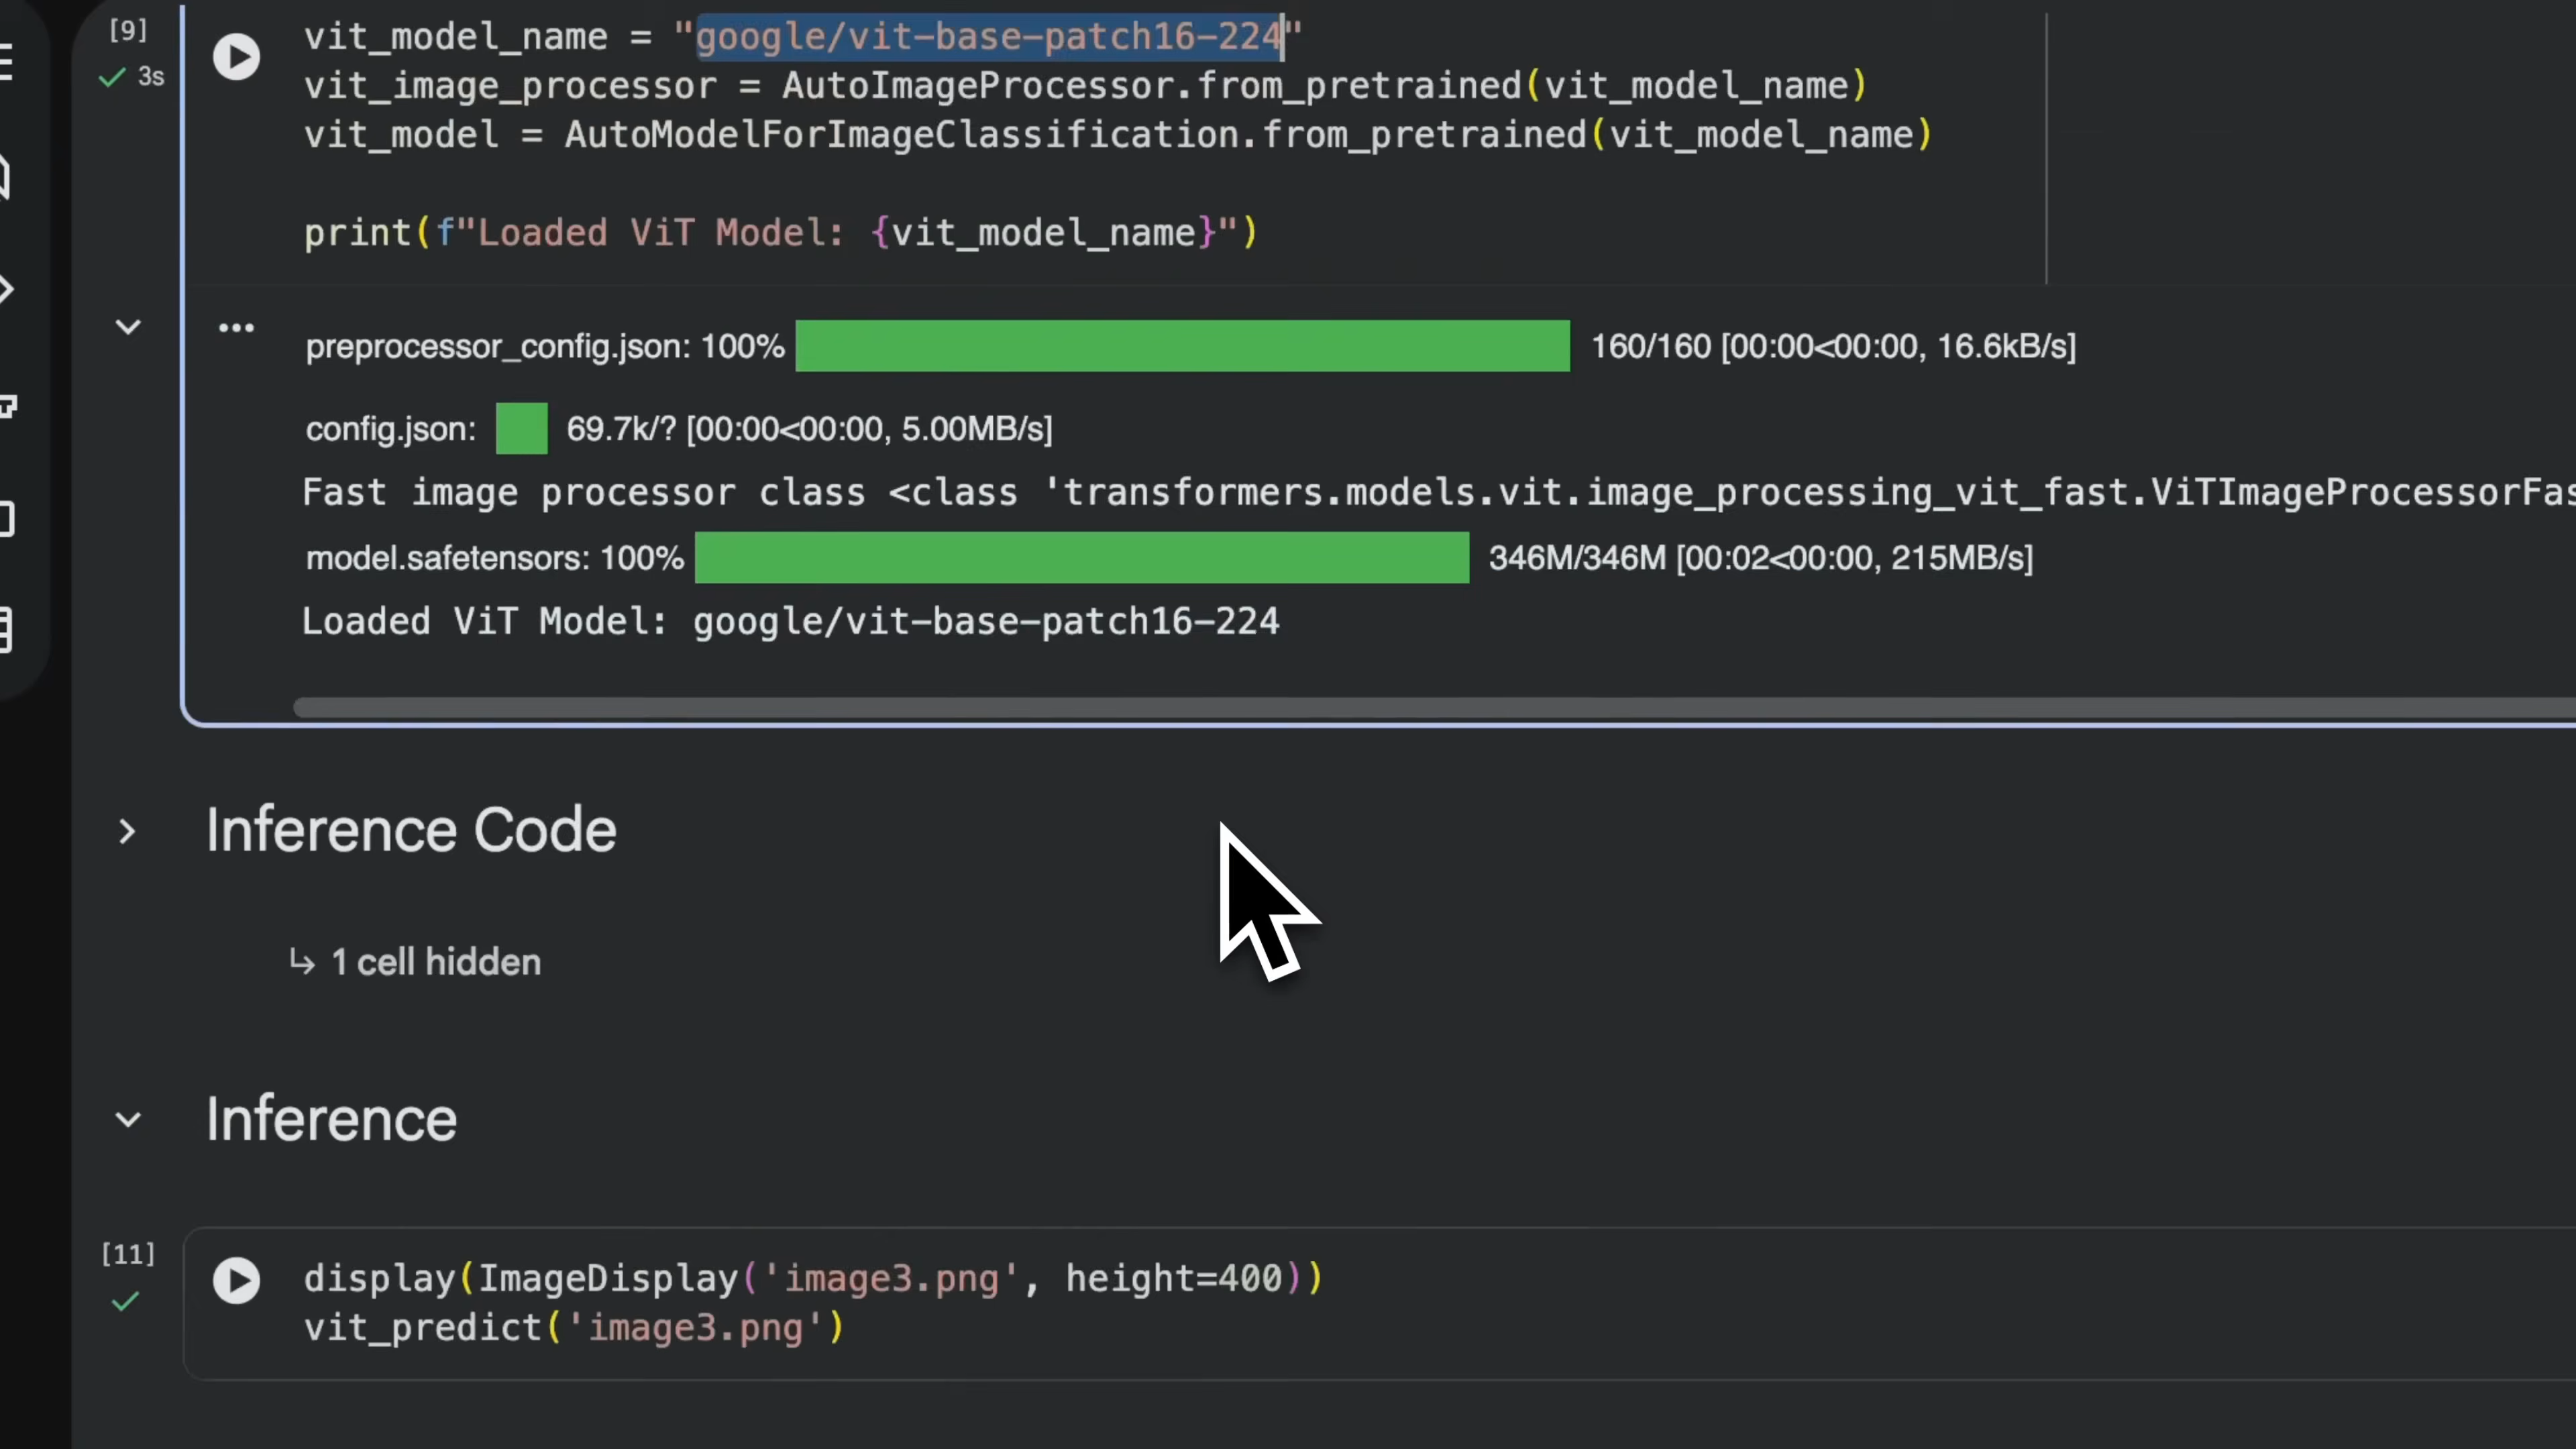 [9]
3s
vit_model_name = "google/vit-base-patch16-224"
vit_image_processor = AutoImageProcessor.from_pretrained(vit_model_name)
vit_model = AutoModelForImageClassification.from_pretrained(vit_model_name)
print(f"Loaded ViT Model: {vit_model_name}")
preprocessor_config.json: 100% 160/160 [00:00<00:00, 16.6kB/s]
config.json: 69.7k/? [00:00<00:00, 5.00MB/s]
Fast image processor class <class 'transformers.models.vit.image_processing_vit_fast.ViTImageProcessorFas
model.safetensors: 100% 346M/346M [00:02<00:00, 215MB/s]
Loaded ViT Model: google/vit-base-patch16-224
Inference Code
↳ 1 cell hidden
Inference
[11]
display(ImageDisplay('image3.png', height=400))
vit_predict('image3.png')